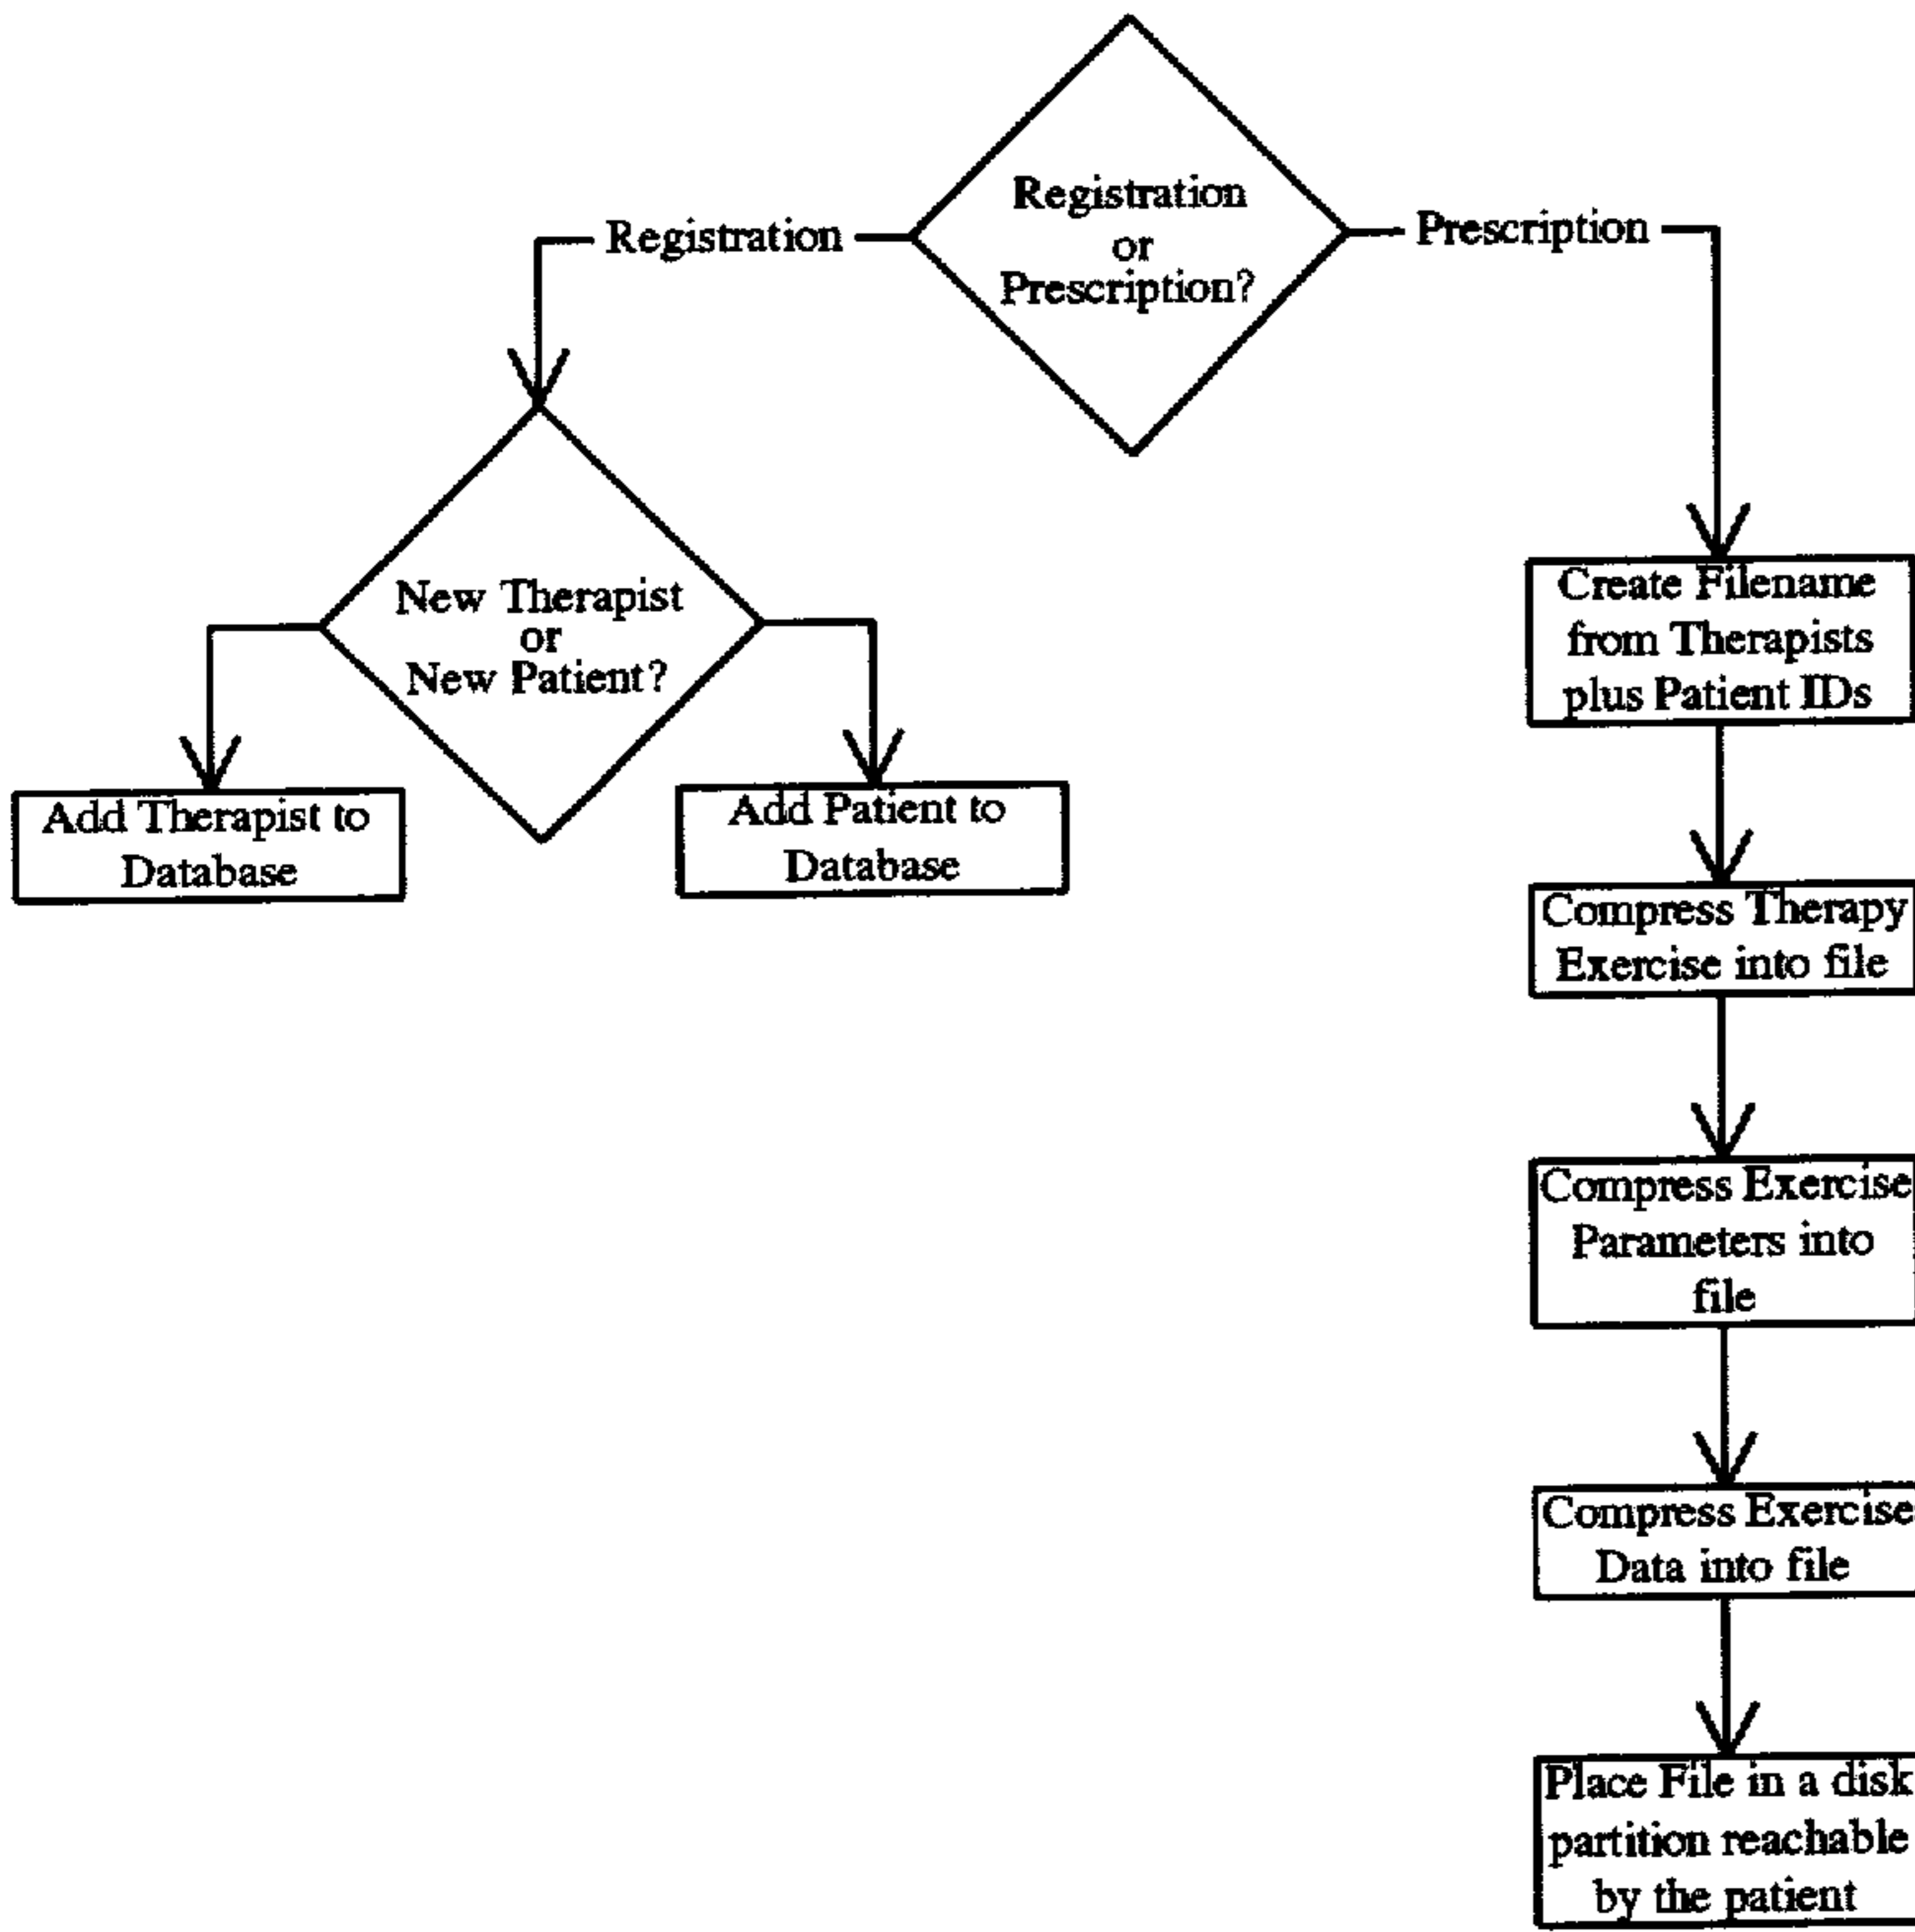 Registration
or
Prescription?
Registration
Prescription
New Therapist
or
New Patient?
Add Therapist to
Database
Add Patient to
Database
Create Filename
from Therapists
plus Patient IDs
Compress Therapy
Exercise into file
Compress Exercise
Parameters into
file
Compress Exercise
Data into file
Place File in a disk
partition reachable
by the patient